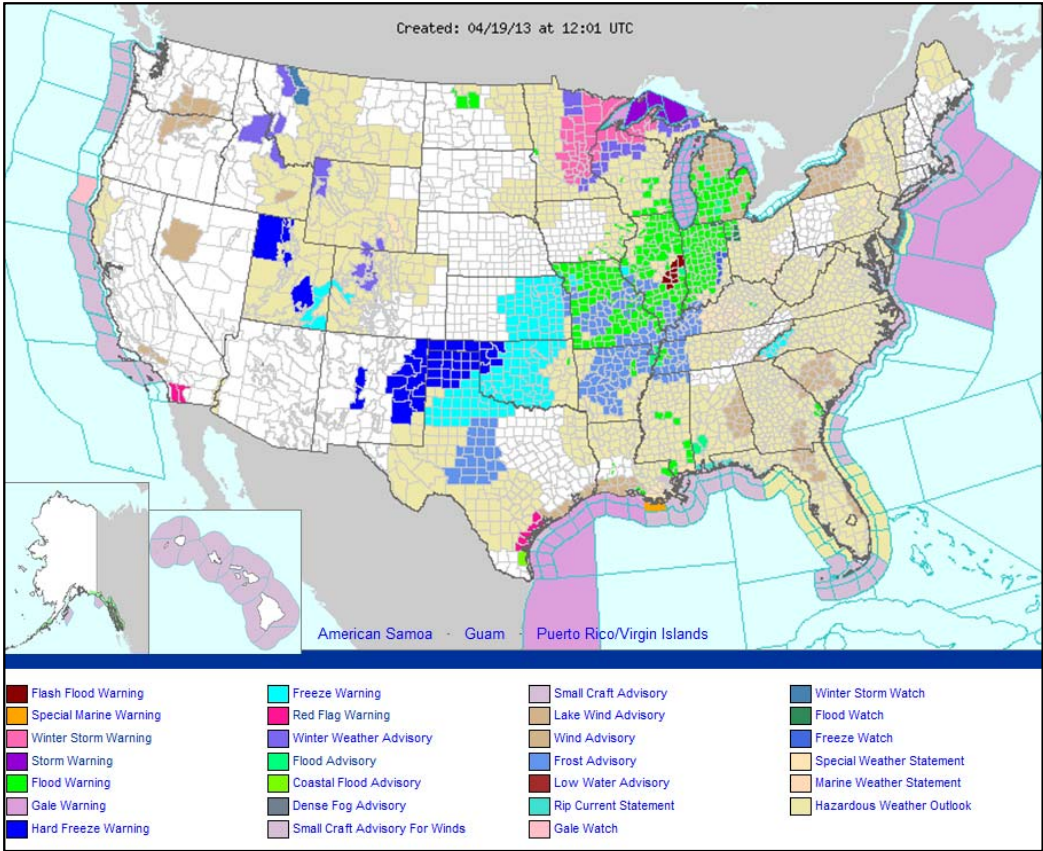 Created: 04/19/13 at 12:01 UTC
American Samoa · Guam · Puerto Rico/Virgin Islands
Flash Flood Warning
Special Marine Warning
Winter Storm Warning
Storm Warning
Flood Warning
Gale Warning
Hard Freeze Warning
Freeze Warning
Red Flag Warning
Winter Weather Advisory
Flood Advisory
Coastal Flood Advisory
Dense Fog Advisory
Small Craft Advisory For Winds
Small Craft Advisory
Lake Wind Advisory
Wind Advisory
Frost Advisory
Low Water Advisory
Rip Current Statement
Gale Watch
Winter Storm Watch
Flood Watch
Freeze Watch
Special Weather Statement
Marine Weather Statement
Hazardous Weather Outlook